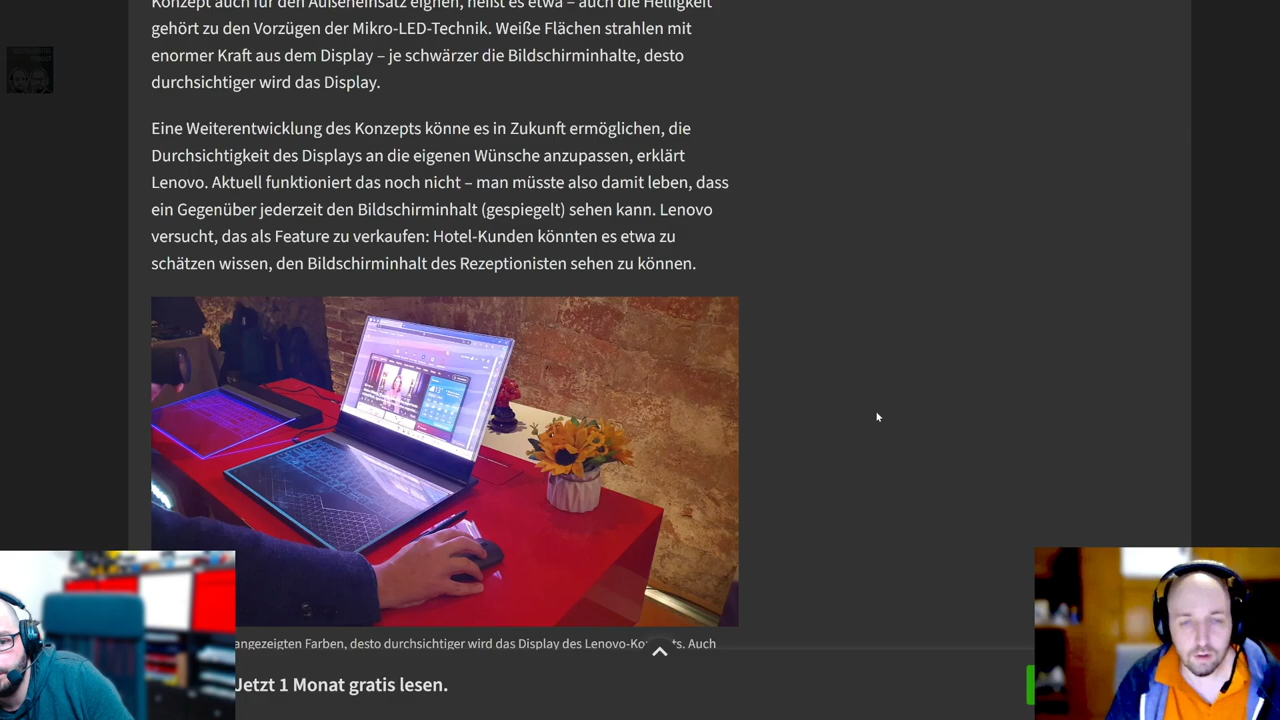 Konzept auch für den Außeneinsatz eignen, heißt es etwa – auch die Helligkeit
gehört zu den Vorzügen der Mikro-LED-Technik. Weiße Flächen strahlen mit
enormer Kraft aus dem Display – je schwärzer die Bildschirminhalte, desto
durchsichtiger wird das Display.
Eine Weiterentwicklung des Konzepts könne es in Zukunft ermöglichen, die
Durchsichtigkeit des Displays an die eigenen Wünsche anzupassen, erklärt
Lenovo. Aktuell funktioniert das noch nicht – man müsste also damit leben, dass
ein Gegenüber jederzeit den Bildschirminhalt (gespiegelt) sehen kann. Lenovo
versucht, das als Feature zu verkaufen: Hotel-Kunden könnten es etwa zu
schätzen wissen, den Bildschirminhalt des Rezeptionisten sehen zu können.
angezeigten Farben, desto durchsichtiger wird das Display des Auch
Jetzt 1 Monat gratis lesen.